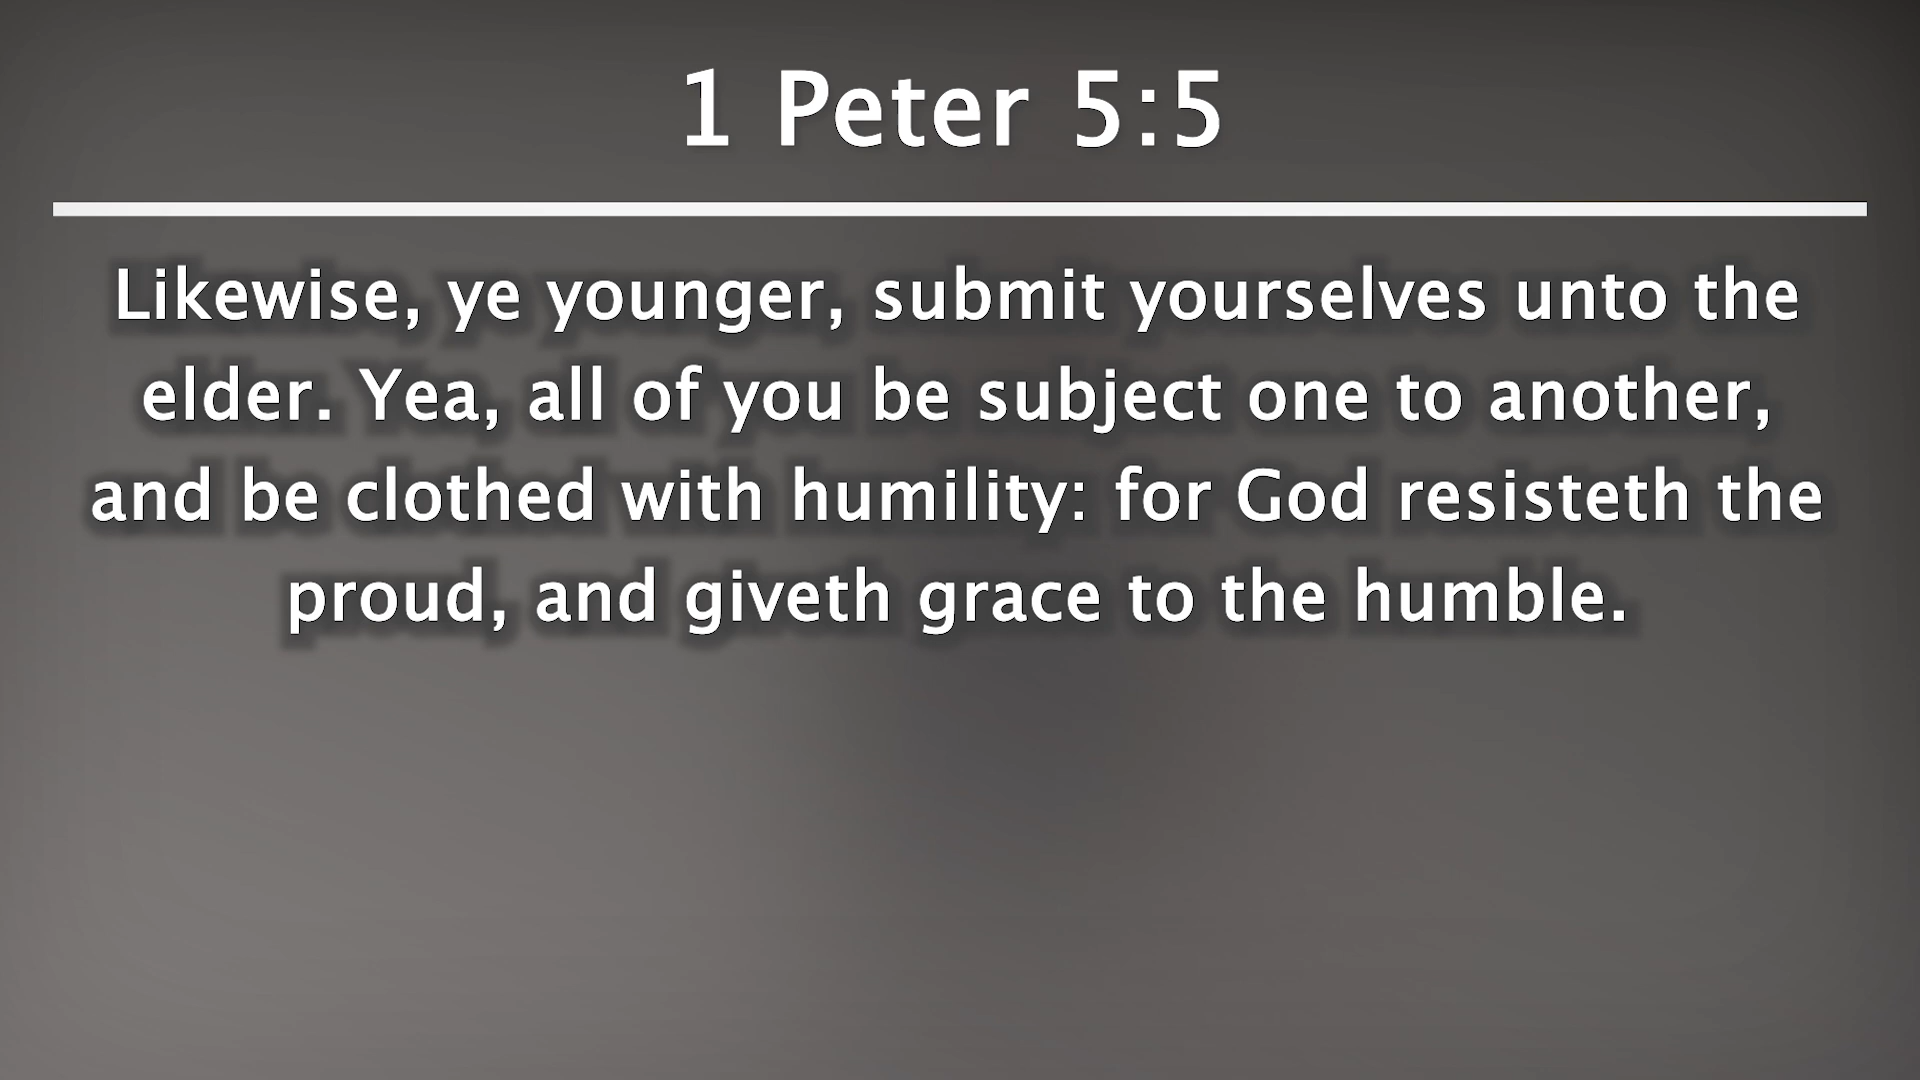 1 Peter 5:5
Likewise, ye younger, submit yourselves unto the
elder. Yea, all of you be subject one to another,
and be clothed with humility: for God resisteth the
proud, and giveth grace to the humble.